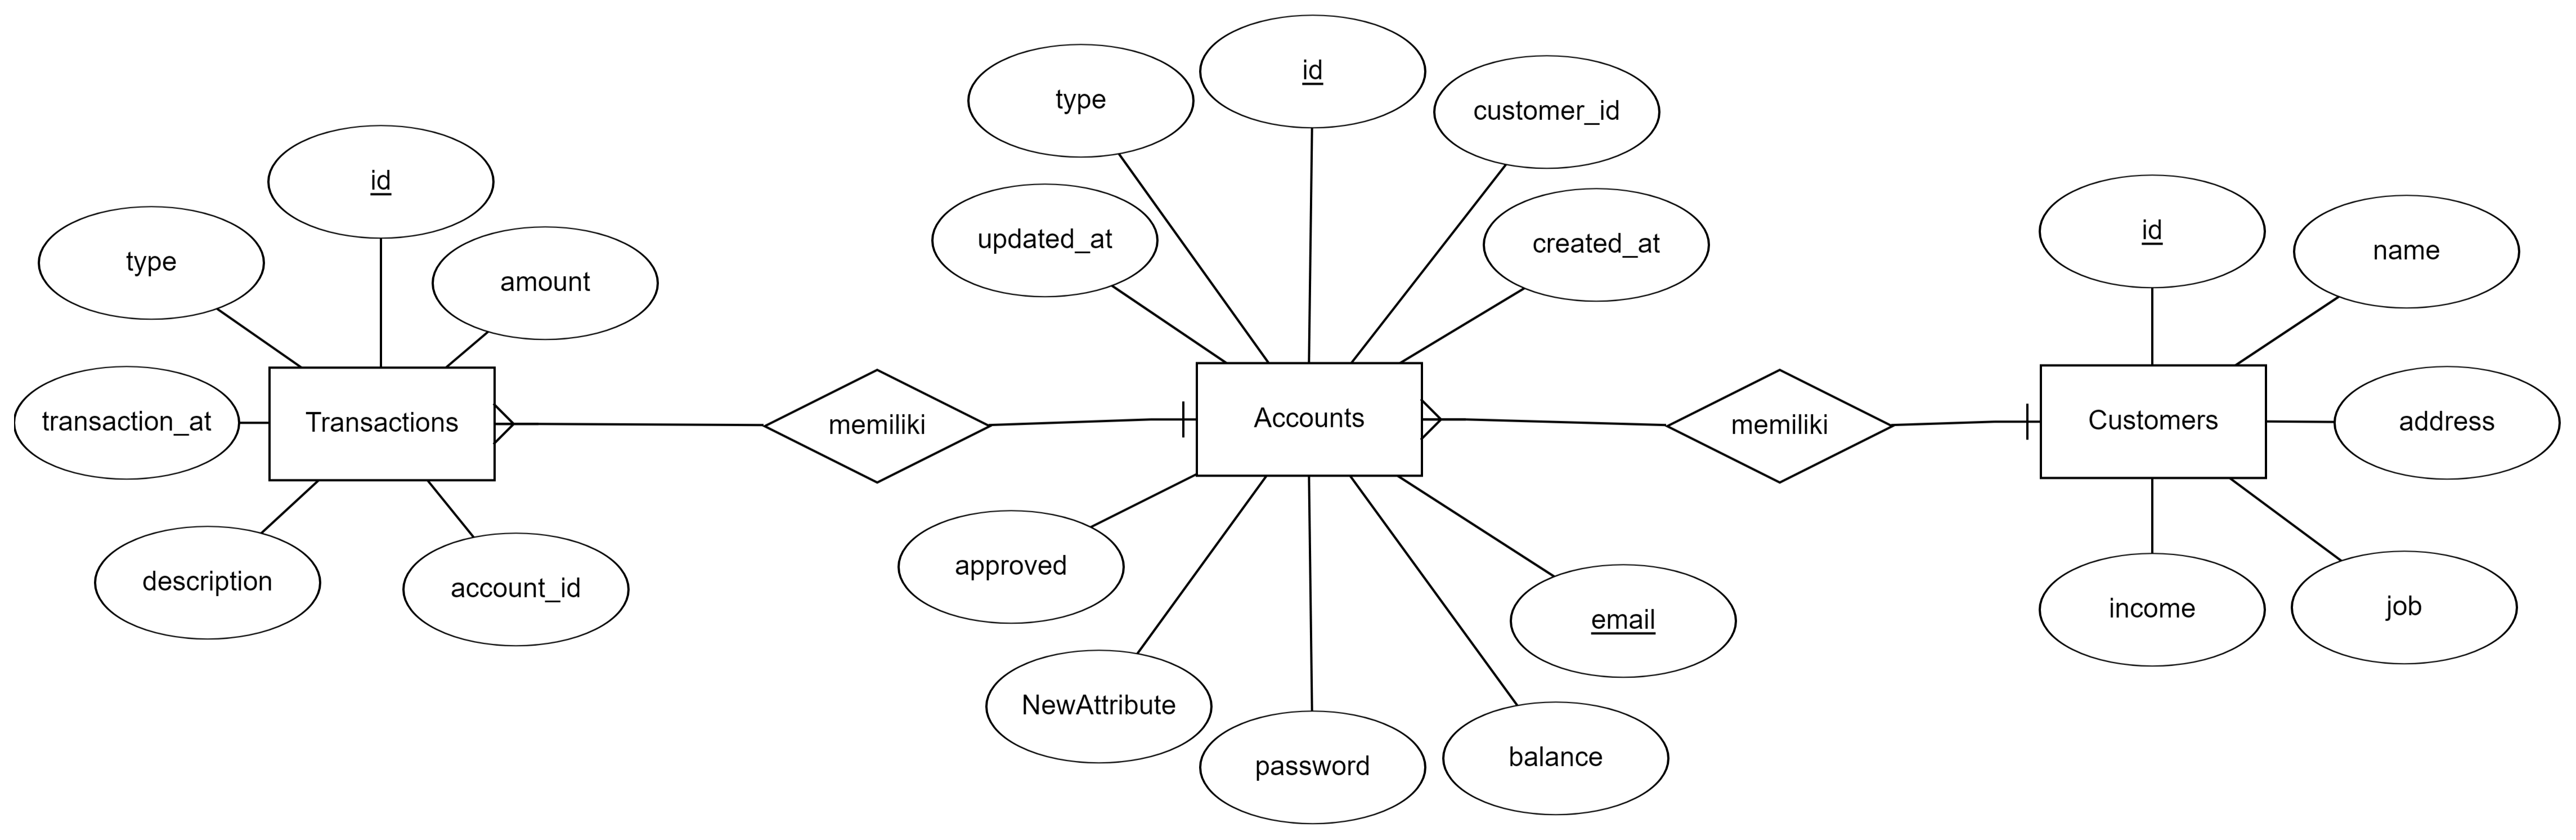 id
type
amount
transaction_at
Transactions
description
account_id
memiliki
type
id
customer_id
updated_at
created_at
Accounts
approved
NewAttribute
password
balance
email
memiliki
id
name
Customers
address
income
job